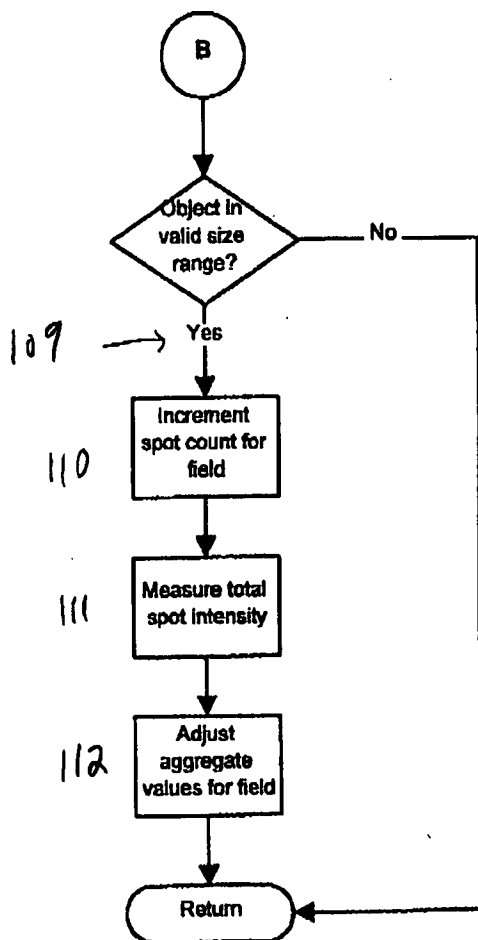 B
Object in
valid size
range?
No
109
Yes
Increment
spot count for
field
110
Measure total
spot intensity
111
Adjust
aggregate
values for field
112
Return